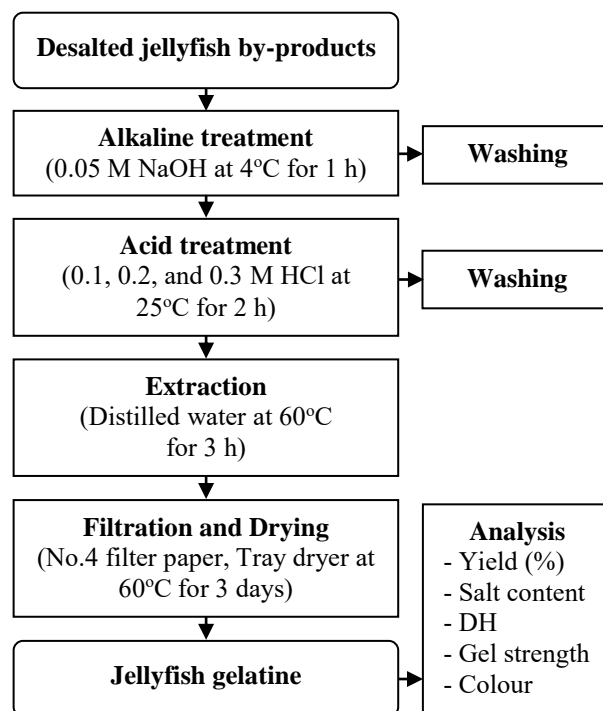 Desalted jellyfish by-products
Alkaline treatment
(0.05 M NaOH at 4ºC for 1 h)
Washing
Acid treatment
(0.1, 0.2, and 0.3 M HCl at
25ºC for 2 h)
Washing
Extraction
(Distilled water at 60ºC
for 3 h)
Filtration and Drying
(No.4 filter paper, Tray dryer at
60ºC for 3 days)
Jellyfish gelatine
Analysis
- Yield (%)
- Salt content
- DH
- Gel strength
- Colour